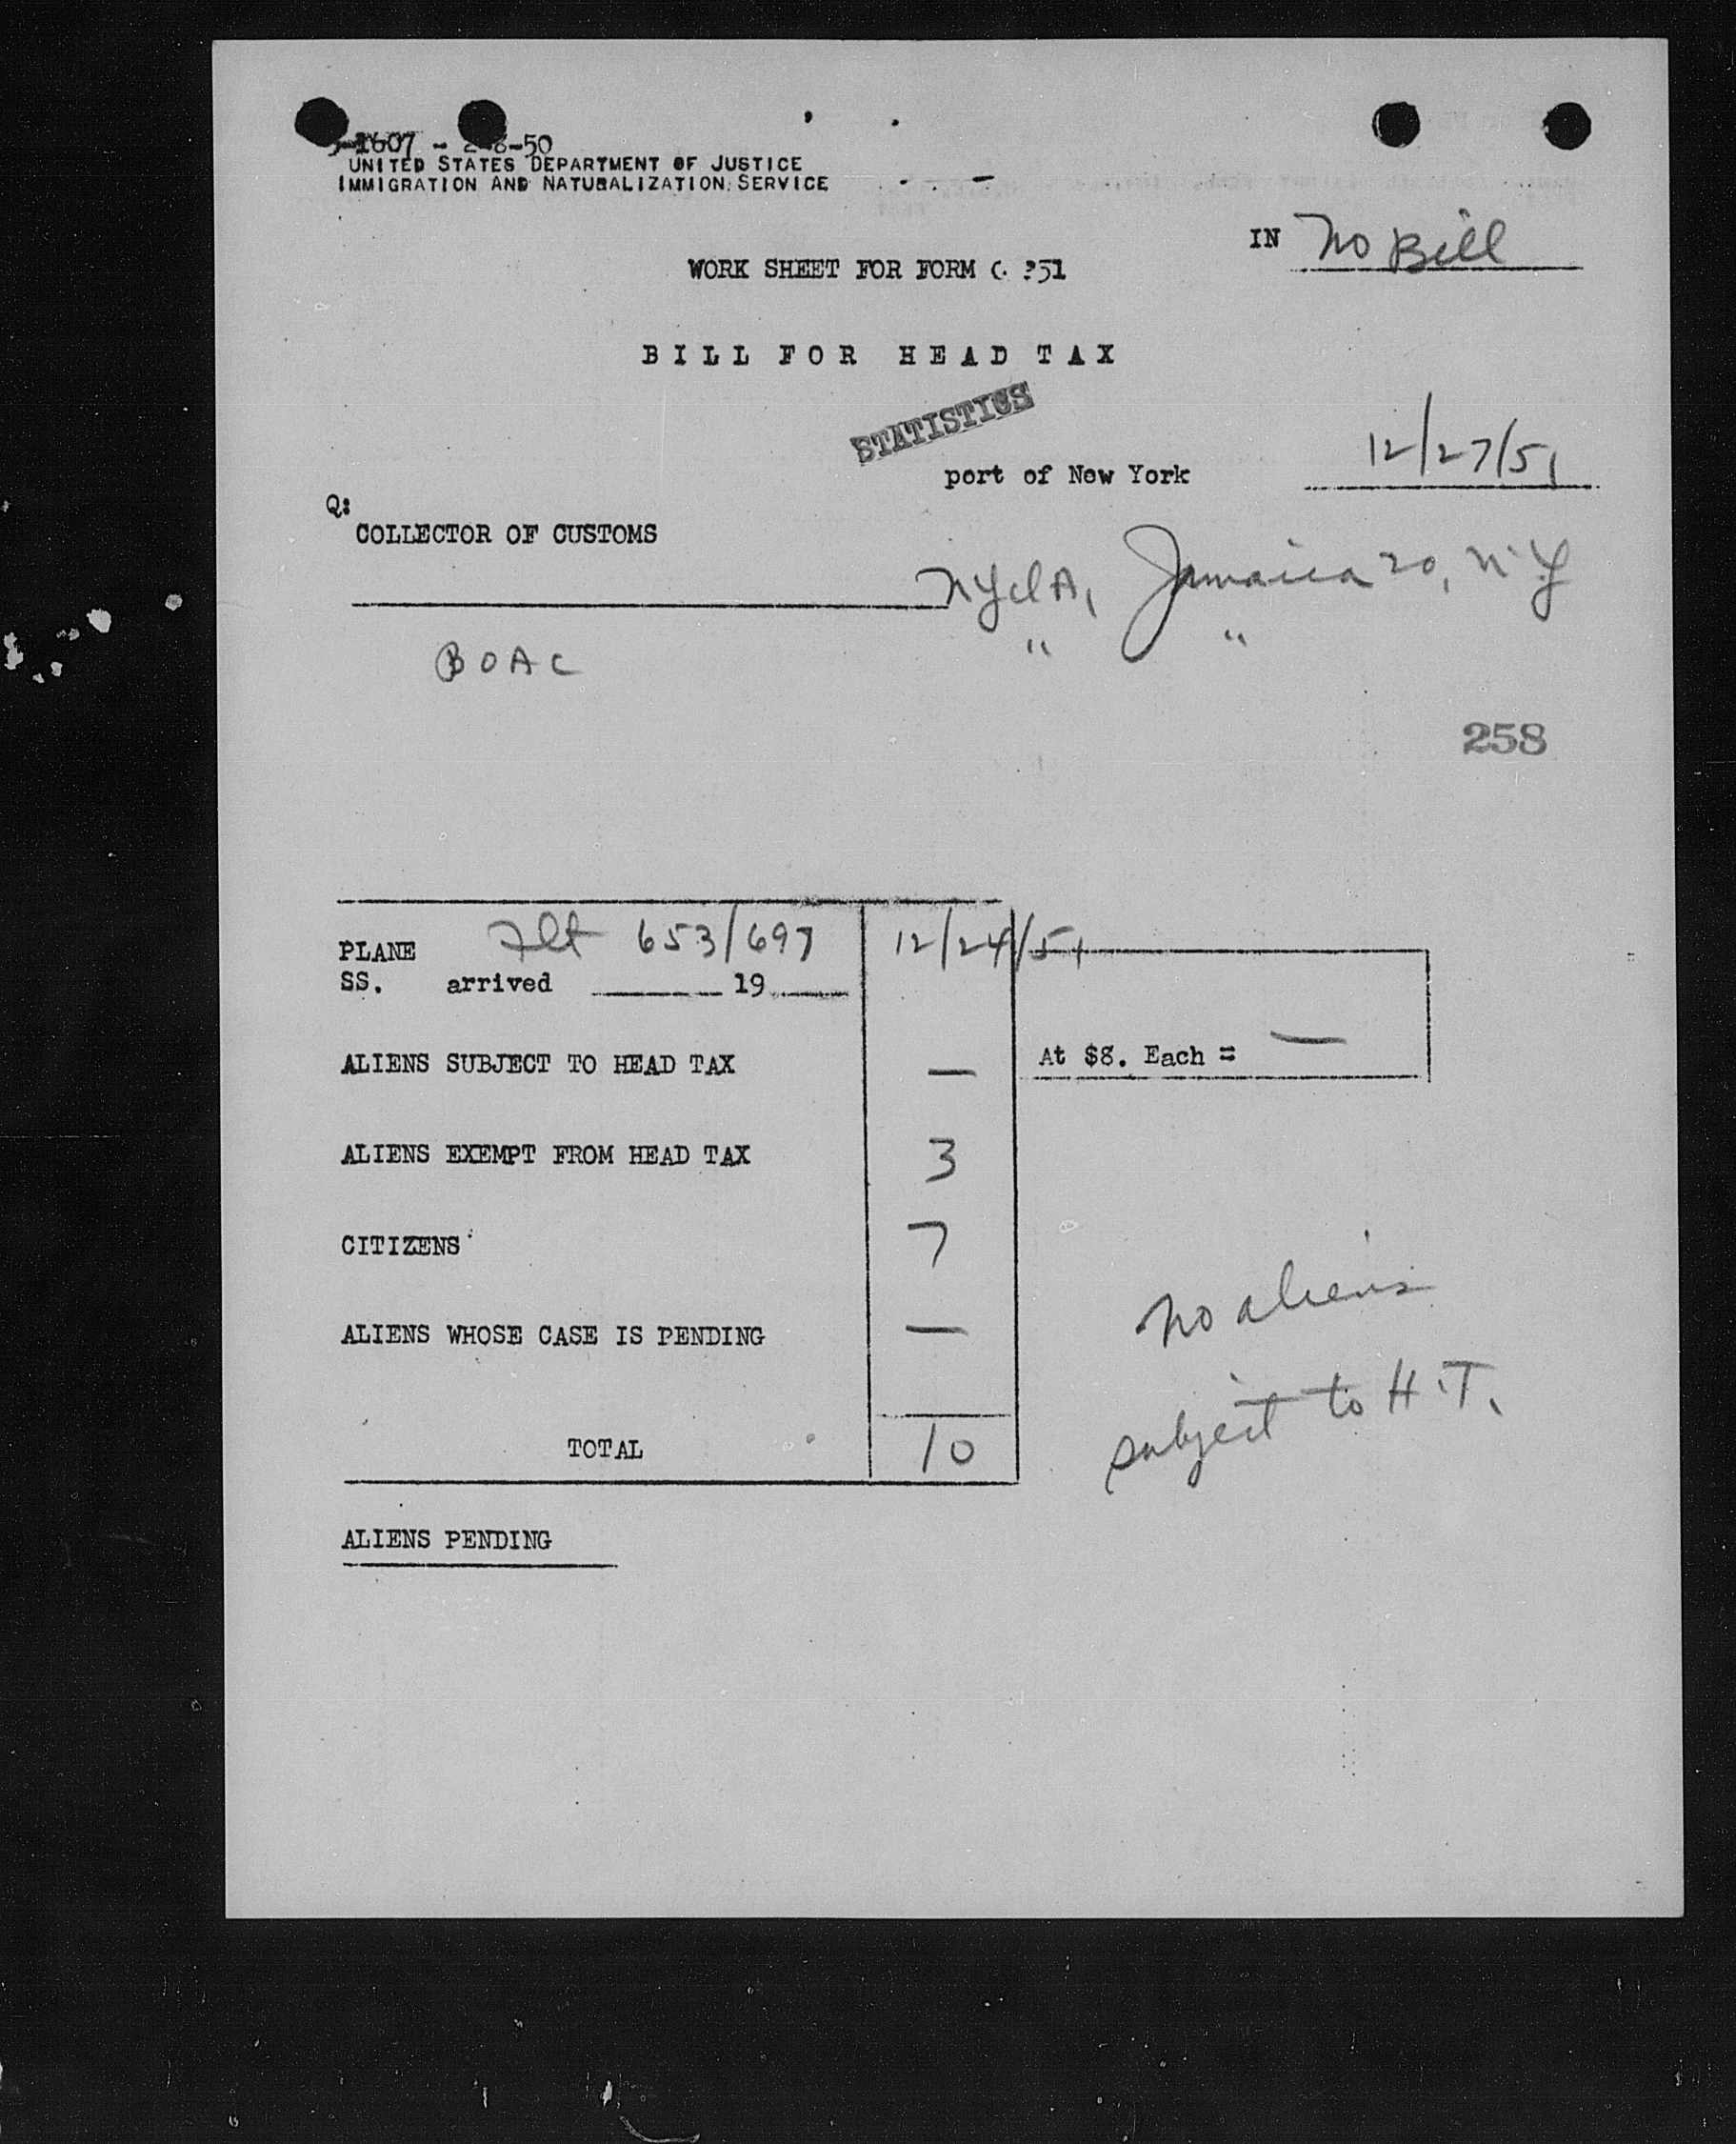 -50
UNITED STATES DEPARTMENT OF JUSTICE
IMMIGRATION AND NATURALIZATION SERVICE
IN No Bill
WORK SHEET FOR FORM 351
BILL FOR HEAD TAX
STATISTICS
port of New York 12/27/51
Q:
COLLECTOR OF CUSTOMS
Jamaica 20, NY
" "
BOAC
258
PLANE Flt 653/697 12/24/51
SS. arrived 19
ALIENS SUBJECT TO HEAD TAX — At $8. Each = —
ALIENS EXEMPT FROM HEAD TAX 3
CITIZENS 7
ALIENS WHOSE CASE IS PENDING —
No aliens
subject to H.T.
TOTAL 10
ALIENS PENDING